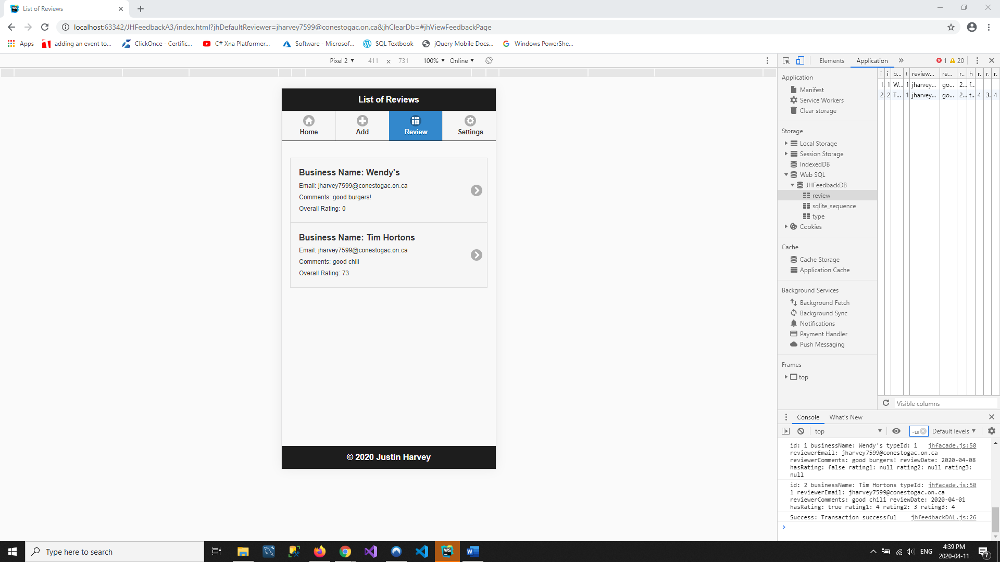 List of Reviews
localhost:63342/JHFeedbackA3/index.html?jhDefaultReviewer=jharvey7599@conestogac.on.ca&jhClearDb=#jhViewFeedbackPage
Apps adding an event to... ClickOnce - Certific... C# Xna Platformer... Software - Microsof... SQL Textbook jQuery Mobile Docs... Windows PowerShe...
Pixel 2 411 x 731 100% Online
List of Reviews
Home Add Review Settings
Business Name: Wendy's
Email: jharvey7599@conestogac.on.ca
Comments: good burgers!
Overall Rating: 0
Business Name: Tim Hortons
Email: jharvey7599@conestogac.on.ca
Comments: good chili
Overall Rating: 73
© 2020 Justin Harvey
Elements Application » 1 20
Application
Manifest
Service Workers
Clear storage
Storage
Local Storage
Session Storage
IndexedDB
Web SQL
JHFeedbackDB
review
sqlite_sequence
type
Cookies
Cache
Cache Storage
Application Cache
Background Services
Background Fetch
Background Sync
Notifications
Payment Handler
Push Messaging
Frames
top
i i b... t review... re... r... h r. r. r.
1. 1 W... 1 jharvey... go... 2... f...
2. 2 T... 1 jharvey... go... 2... t... 4 3. 4
Visible columns
Console What's New
top -ur Default levels
id: 1 businessName: Wendy's typeId: 1 jhfacade.js:50
reviewerEmail: jharvey7599@conestogac.on.ca
reviewerComments: good burgers! reviewDate: 2020-04-08
hasRating: false rating1: null rating2: null rating3:
null
id: 2 businessName: Tim Hortons typeId: jhfacade.js:50
1 reviewerEmail: jharvey7599@conestogac.on.ca
reviewerComments: good chili reviewDate: 2020-04-01
hasRating: true rating1: 4 rating2: 3 rating3: 4
Success: Transaction successful jhfeedbackDAL.js:26
Type here to search
ENG
4:39 PM
2020-04-11
7